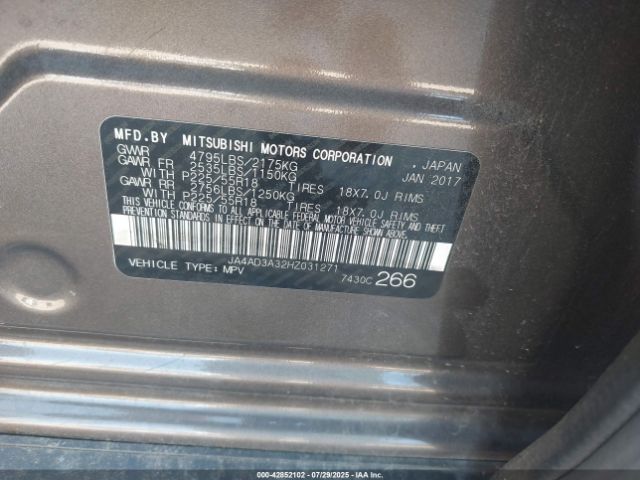 MFD.BY MITSUBISHI MOTORS CORPORATION , JAPAN
GVWR 4795LBS/2175KG JAN 2017
GAWR FR 2535LBS/1150KG
WITH P225/55R18 TIRES 18X7.0J RIMS
GAWR RR 2756LBS/1250KG
WITH P225/55R18 TIRES 18X7.0J RIMS
THIS VEHICLE CONFORMS TO ALL APPLICABLE FEDERAL MOTOR VEHICLE SAFETY AND THEFT
PREVENTION STANDARDS IN EFFECT ON THE DATE OF MANUFACTURE SHOWN ABOVE.
JA4AD3A32HZ031271
VEHICLE TYPE: MPV 7430C 266
000-42852102 | 07/29/2025 | IAAI.CA